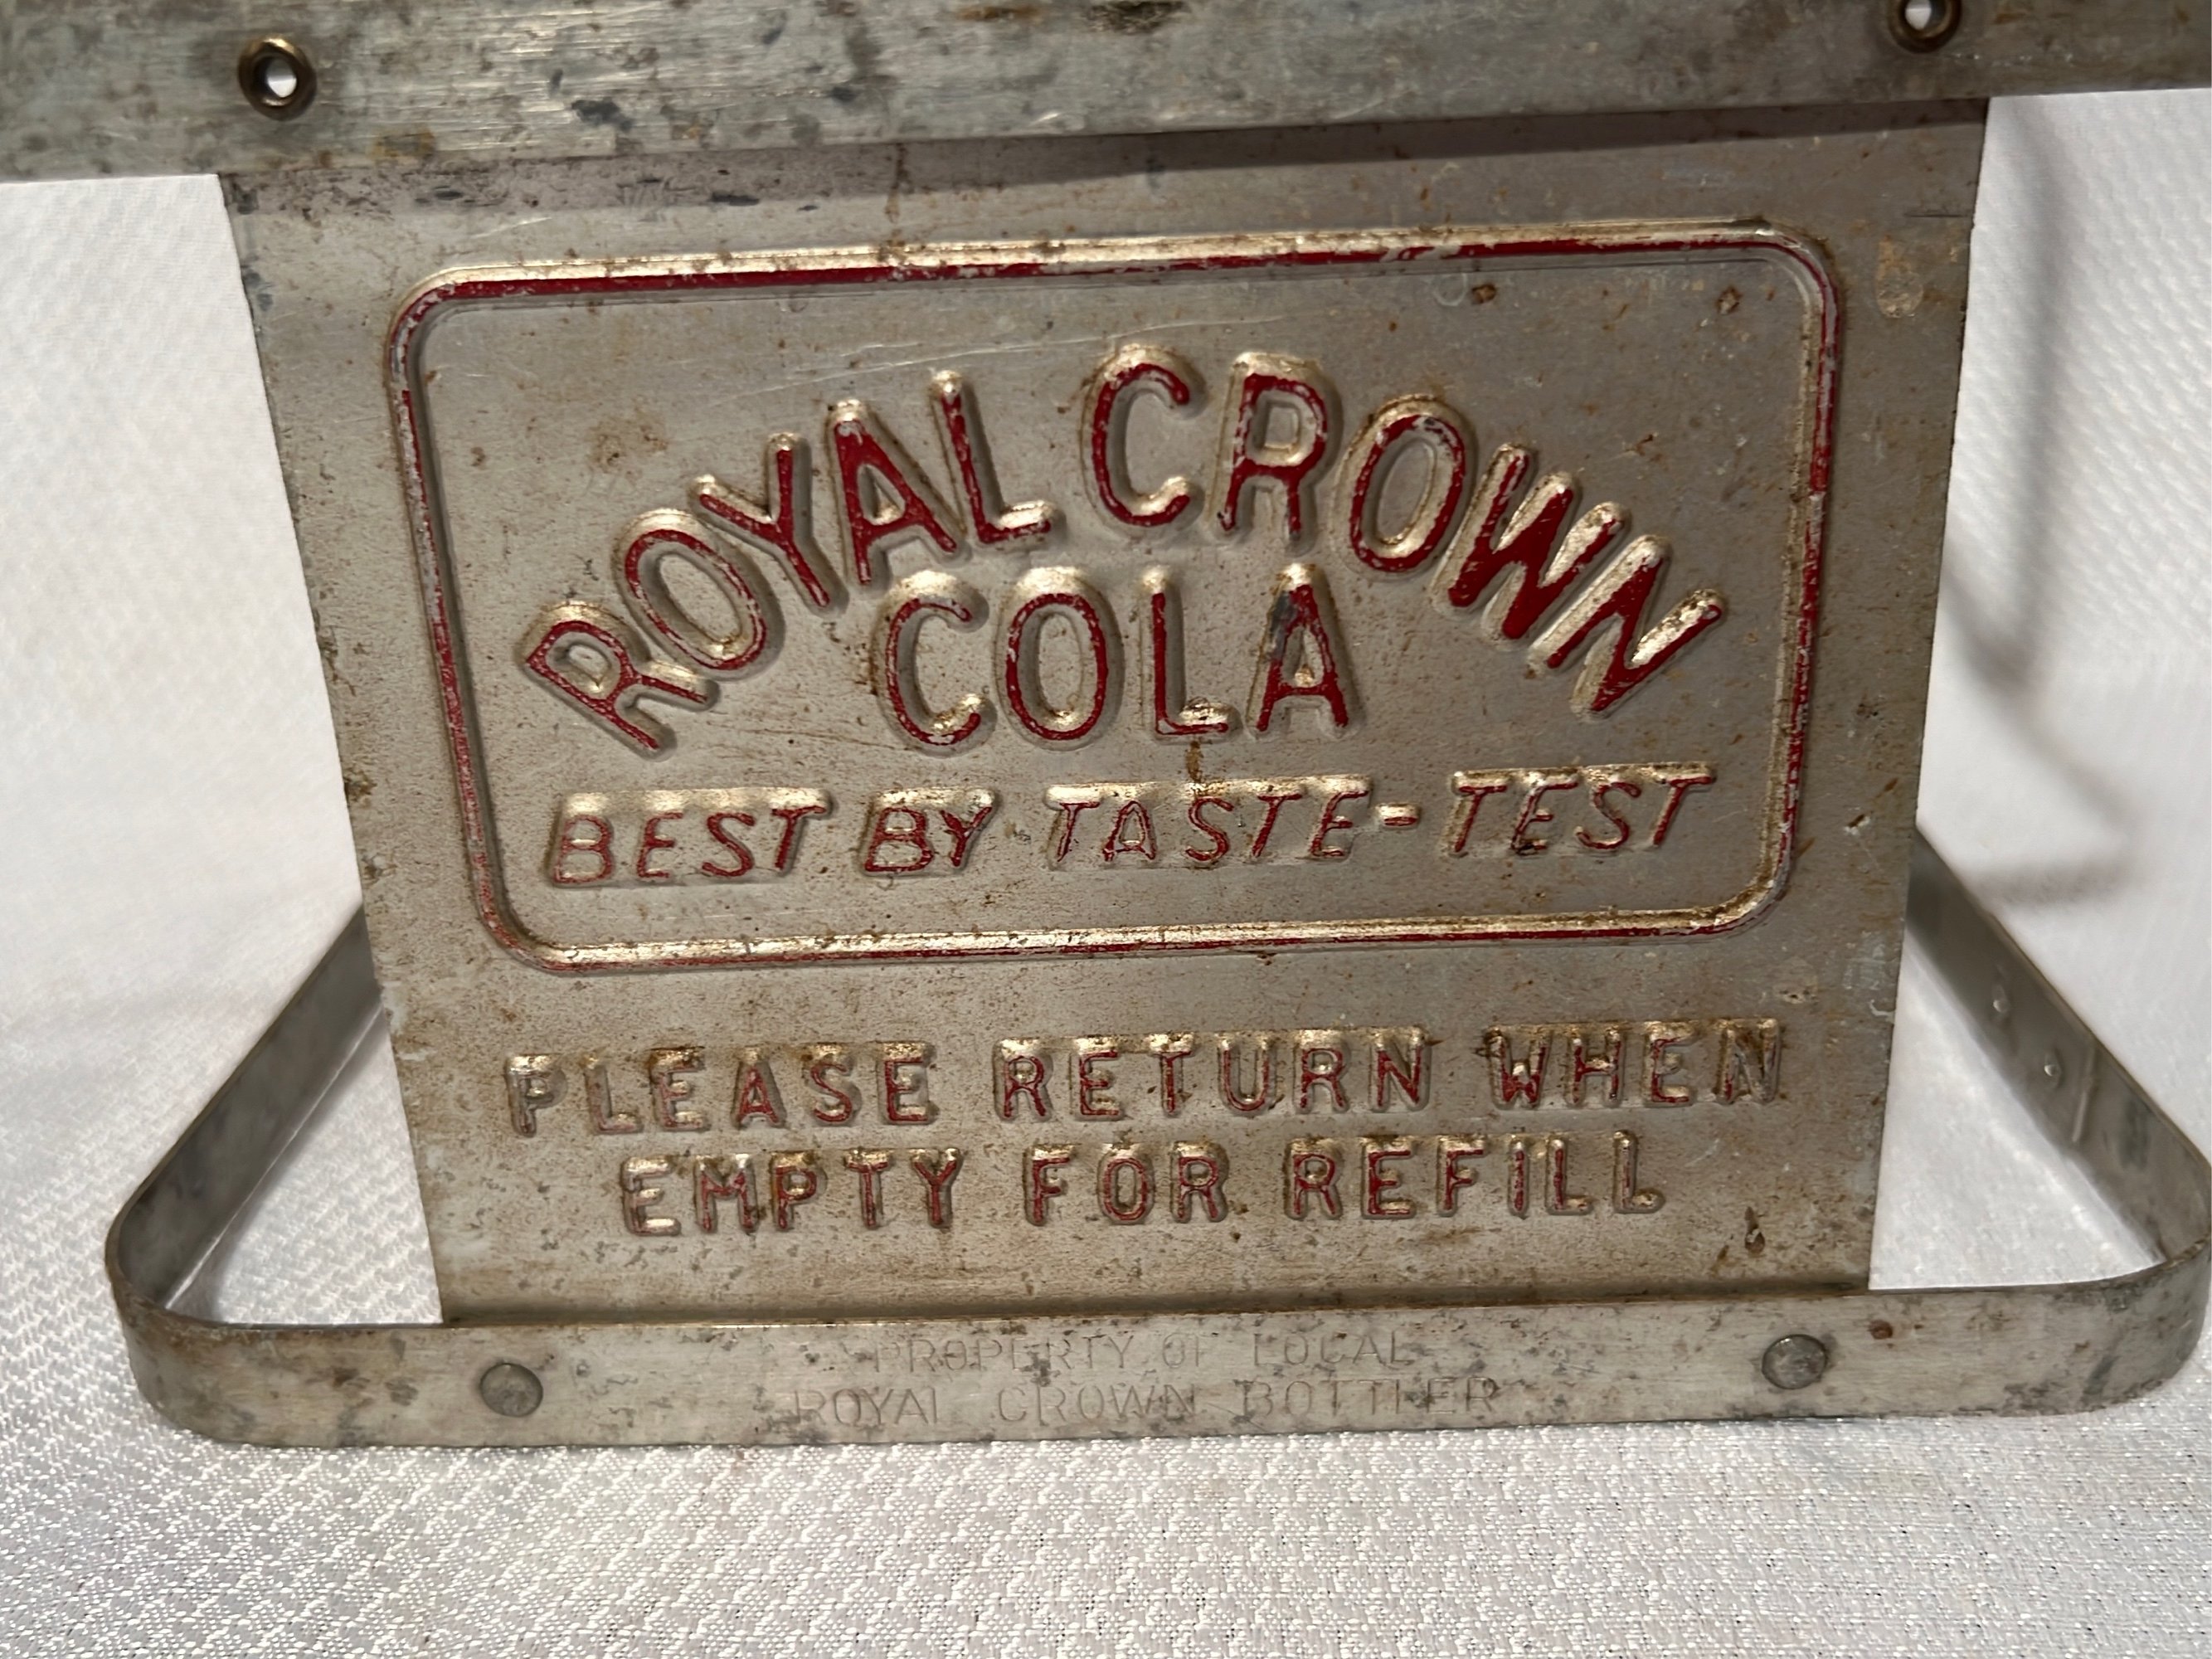 ROYAL CROWN
COLA
BEST BY TASTE-TEST
PLEASE RETURN WHEN
EMPTY FOR REFILL
PROPERTY OF LOCAL
ROYAL CROWN BOTTLER